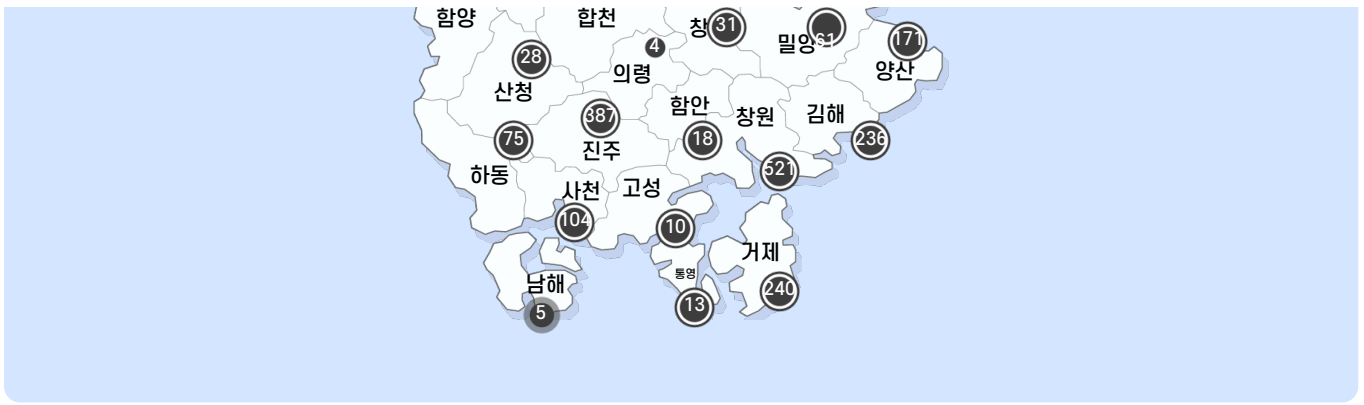 함양
합천
창
31
밀양
61
171
양산
28
산청
4
의령
387
진주
함안
18
창원
521
김해
236
75
하동
사천
104
고성
10
거제
240
통영
13
남해
5